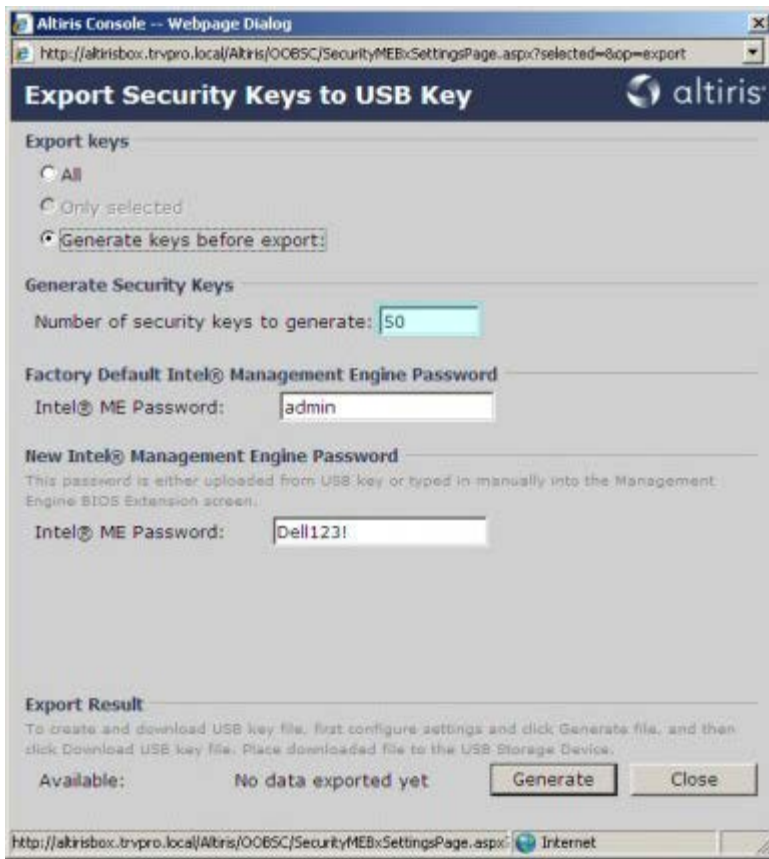 Altiris Console -- Webpage Dialog
http://altirisbox.trvpro.local/Altiris/OOBSC/SecurityMEBxSettingsPage.aspx?selected=&op=export
Export Security Keys to USB Key
altiris
Export keys
All
Only selected
Generate keys before export:
Generate Security Keys
Number of security keys to generate: 50
Factory Default Intel® Management Engine Password
Intel® ME Password: admin
New Intel® Management Engine Password
This password is either uploaded from USB key or typed in manually into the Management
Engine BIOS Extension screen.
Intel® ME Password: Dell123!
Export Result
To create and download USB key file, first configure settings and click Generate file, and then
click Download USB key file. Place downloaded file to the USB Storage Device.
Available: No data exported yet Generate Close
http://altirisbox.trvpro.local/Altiris/OOBSC/SecurityMEBxSettingsPage.aspx? Internet